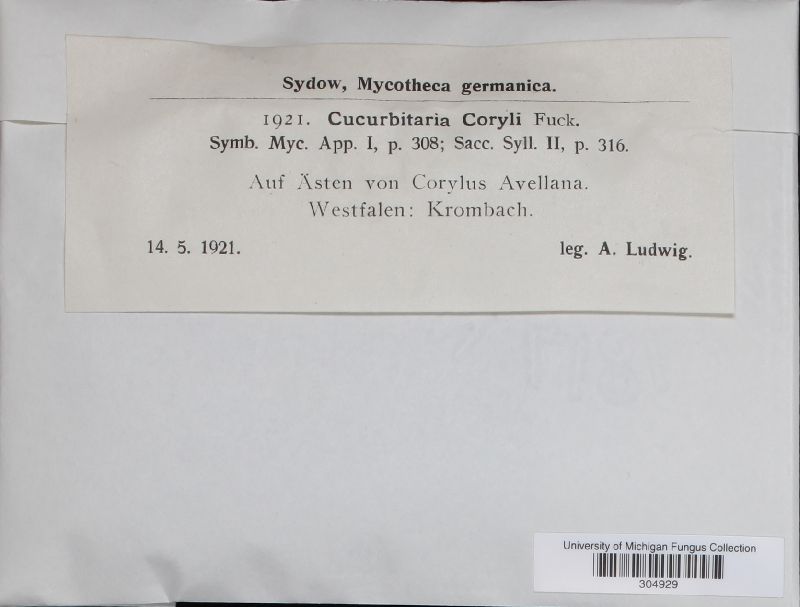 Sydow, Mycotheca germanica.
1921. Cucurbitaria Coryli Fuck.
Symb. Myc. App. I, p. 308; Sacc. Syll. II, p. 316.
Auf Ästen von Corylus Avellana.
Westfalen: Krombach.
14. 5. 1921. leg. A. Ludwig.
University of Michigan Fungus Collection
304929